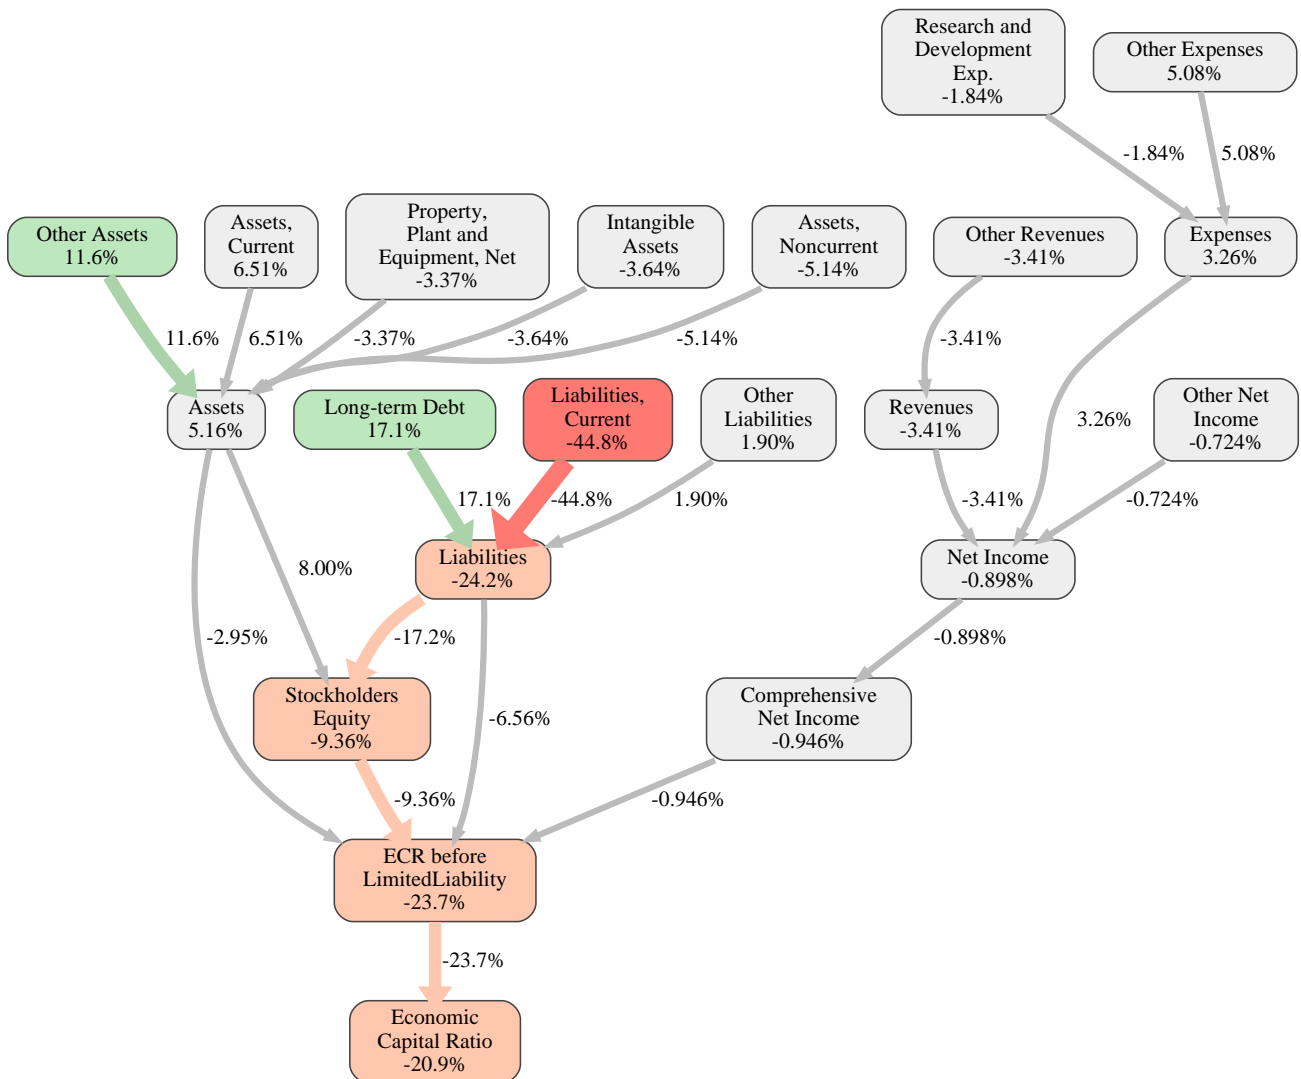 Research and
Development
Exp.
-1.84%
Other Expenses
5.08%
-1.84%
5.08%
Other Assets
11.6%
Assets,
Current
6.51%
Property,
Plant and
Equipment, Net
-3.37%
Intangible
Assets
-3.64%
Assets,
Noncurrent
-5.14%
Other Revenues
-3.41%
Expenses
3.26%
11.6%
6.51%
-3.37%
-3.64%
-5.14%
-3.41%
3.26%
Assets
5.16%
Long-term Debt
17.1%
Liabilities,
Current
-44.8%
Other
Liabilities
1.90%
Revenues
-3.41%
Other Net
Income
-0.724%
17.1%
-44.8%
1.90%
-3.41%
-0.724%
8.00%
Liabilities
-24.2%
Net Income
-0.898%
-2.95%
-17.2%
-0.898%
Stockholders
Equity
-9.36%
-6.56%
Comprehensive
Net Income
-0.946%
-9.36%
-0.946%
ECR before
LimitedLiability
-23.7%
-23.7%
Economic
Capital Ratio
-20.9%